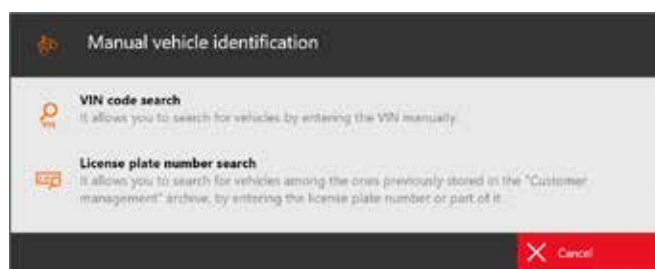 Manual vehicle identification
VIN code search
It allows you to search for vehicles by entering the VIN manually.
License plate number search
It allows you to search for vehicles among the ones previously stored in the "Customer
management" archive, by entering the license plate number or part of it
Cancel